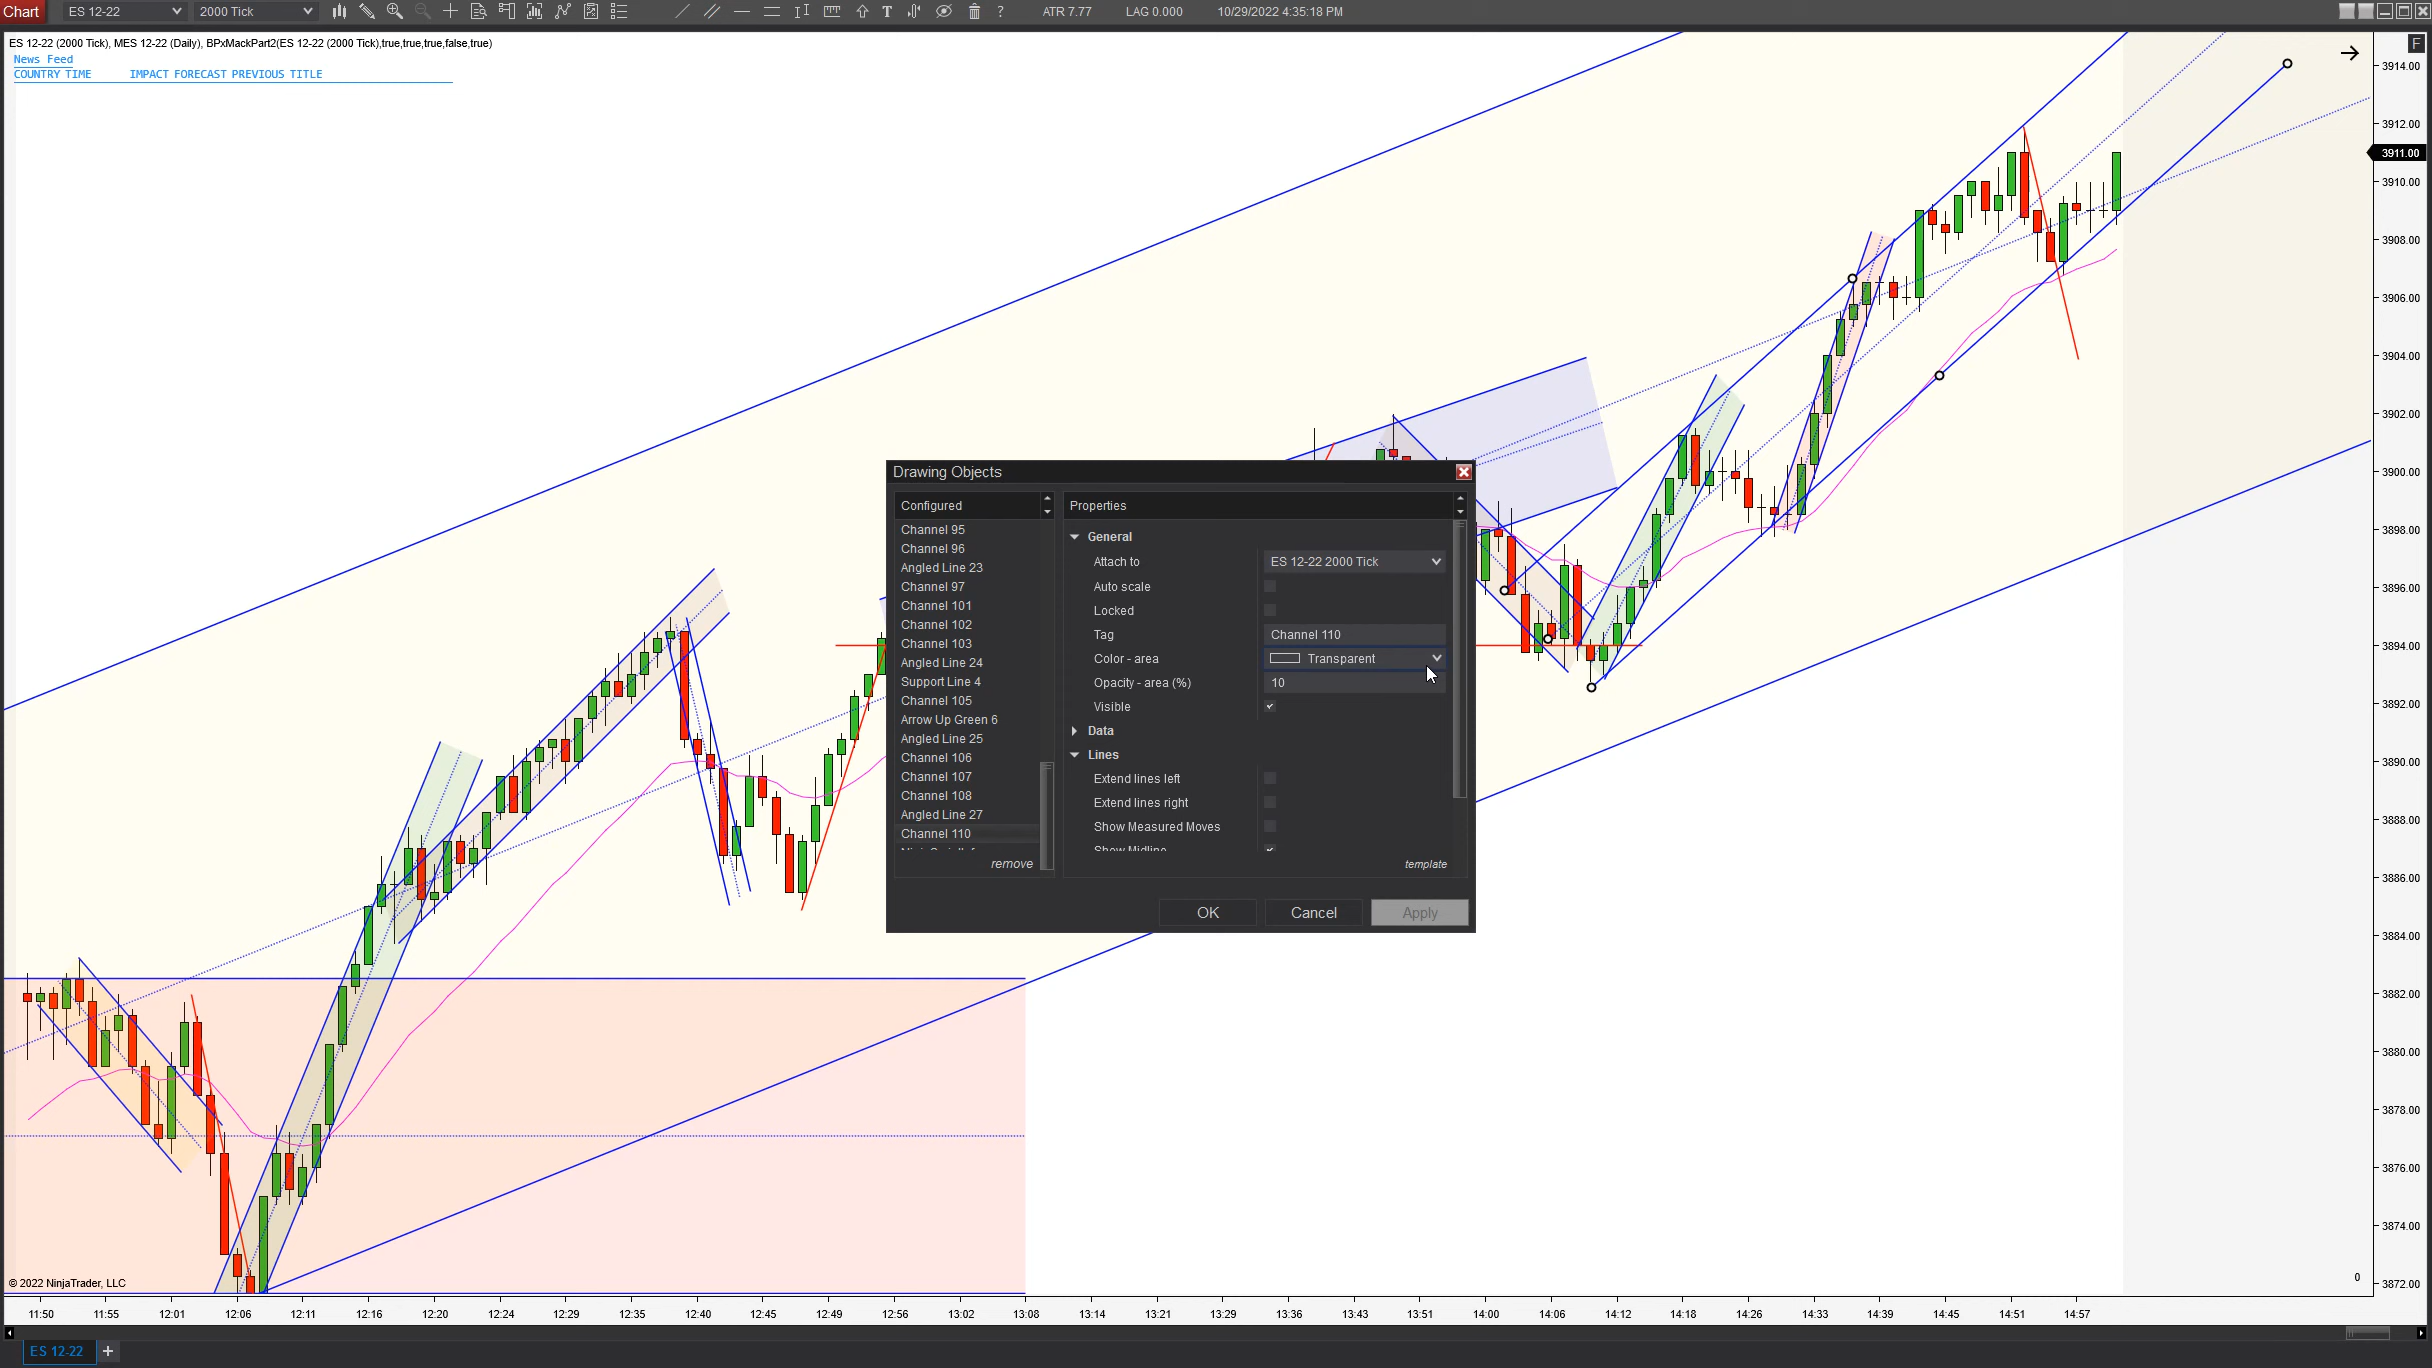 Chart ES 12-22 2000 Tick T ? ATR 7.77 LAG 0.000 10/29/2022 4:35:18 PM
ES 12-22 (2000 Tick), MES 12-22 (Daily), BPxMackPart2(ES 12-22 (2000 Tick),true,true,true,false,true)
F
News Feed
COUNTRY TIME IMPACT FORECAST PREVIOUS TITLE
3914.00
3912.00
3911.00
3910.00
3908.00
3906.00
3904.00
3902.00
3900.00
3898.00
3896.00
3894.00
3892.00
3890.00
3888.00
3886.00
3884.00
3882.00
3880.00
3878.00
3876.00
3874.00
3872.00
Drawing Objects
Configured
Channel 95
Channel 96
Angled Line 23
Channel 97
Channel 101
Channel 102
Channel 103
Angled Line 24
Support Line 4
Channel 105
Arrow Up Green 6
Angled Line 25
Channel 106
Channel 107
Channel 108
Angled Line 27
Channel 110
remove
Properties
General
Attach to ES 12-22 2000 Tick
Auto scale
Locked
Tag Channel 110
Color - area Transparent
Opacity - area (%) 10
Visible
Data
Lines
Extend lines left
Extend lines right
Show Measured Moves
Show Midline
template
OK Cancel Apply
© 2022 NinjaTrader, LLC
0
11:50 11:55 12:01 12:06 12:11 12:16 12:20 12:24 12:29 12:35 12:40 12:45 12:49 12:56 13:02 13:08 13:14 13:21 13:29 13:36 13:43 13:51 14:00 14:06 14:12 14:18 14:26 14:33 14:39 14:45 14:51 14:57
ES 12-22 +